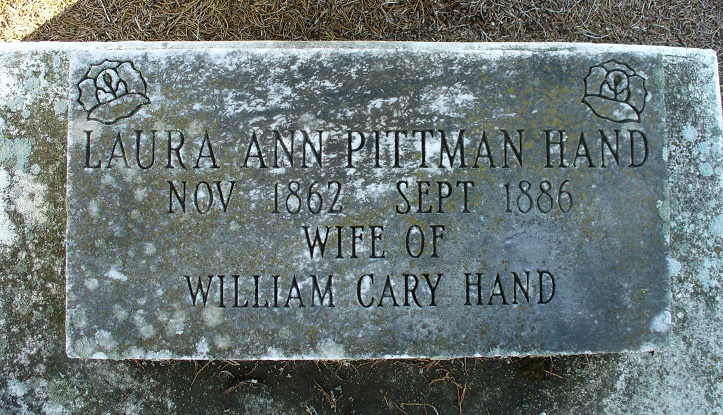 LAURA ANN PITTMAN HAND
NOV 1862 SEPT 1886
WIFE OF
WILLIAM CARY HAND